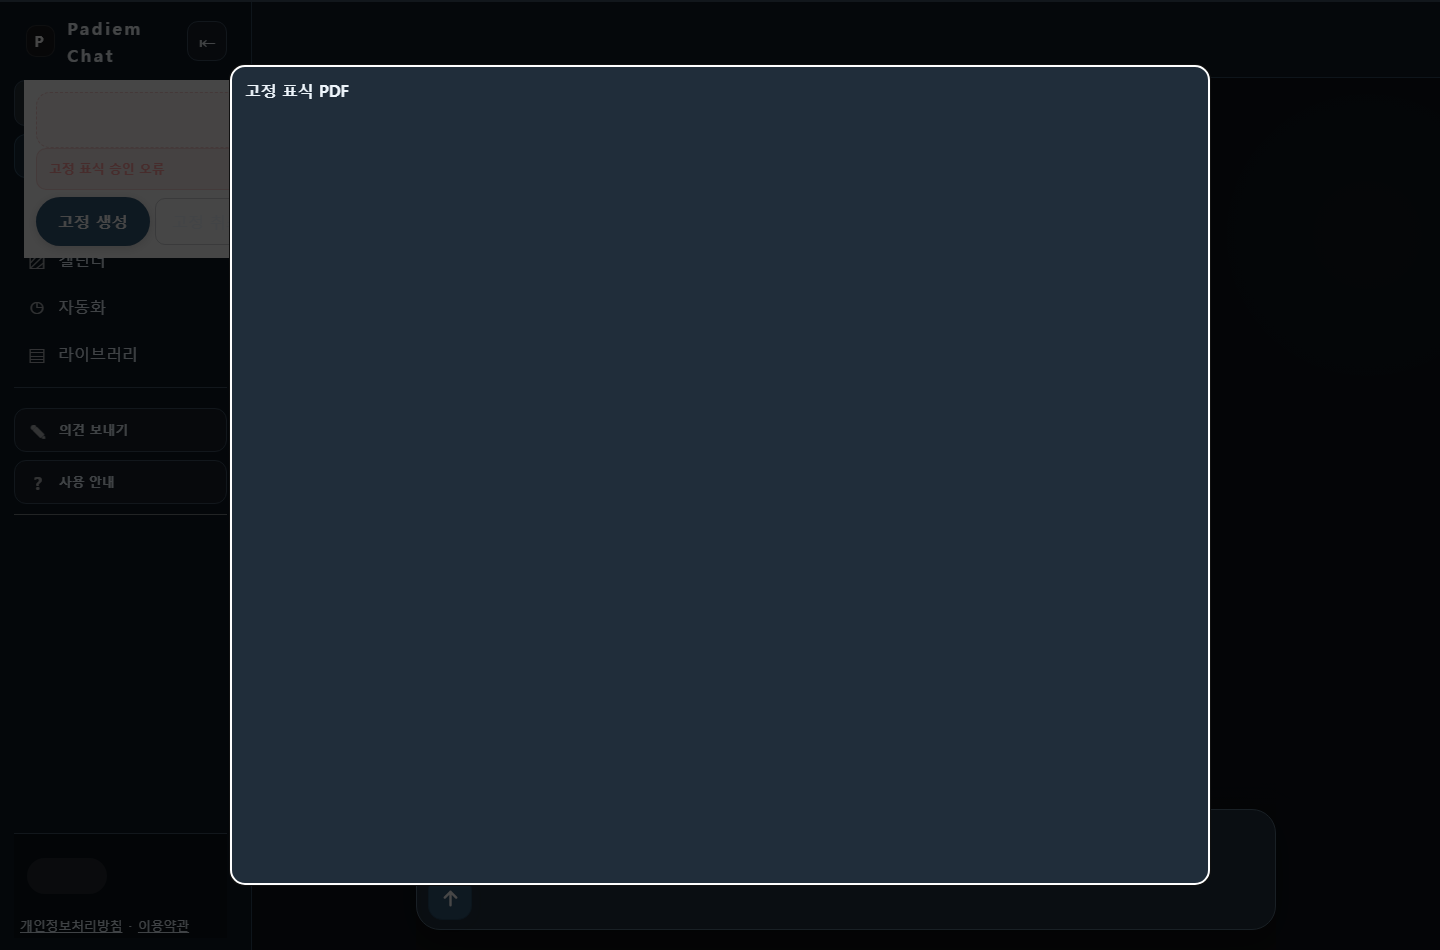 Padiem
Chat
P
고정 표식 PDF
고정 표식 승인 오류
고정 생성
캘린더
자동화
라이브러리
의견 보내기
? 사용 안내
개인정보처리방침 · 이용약관